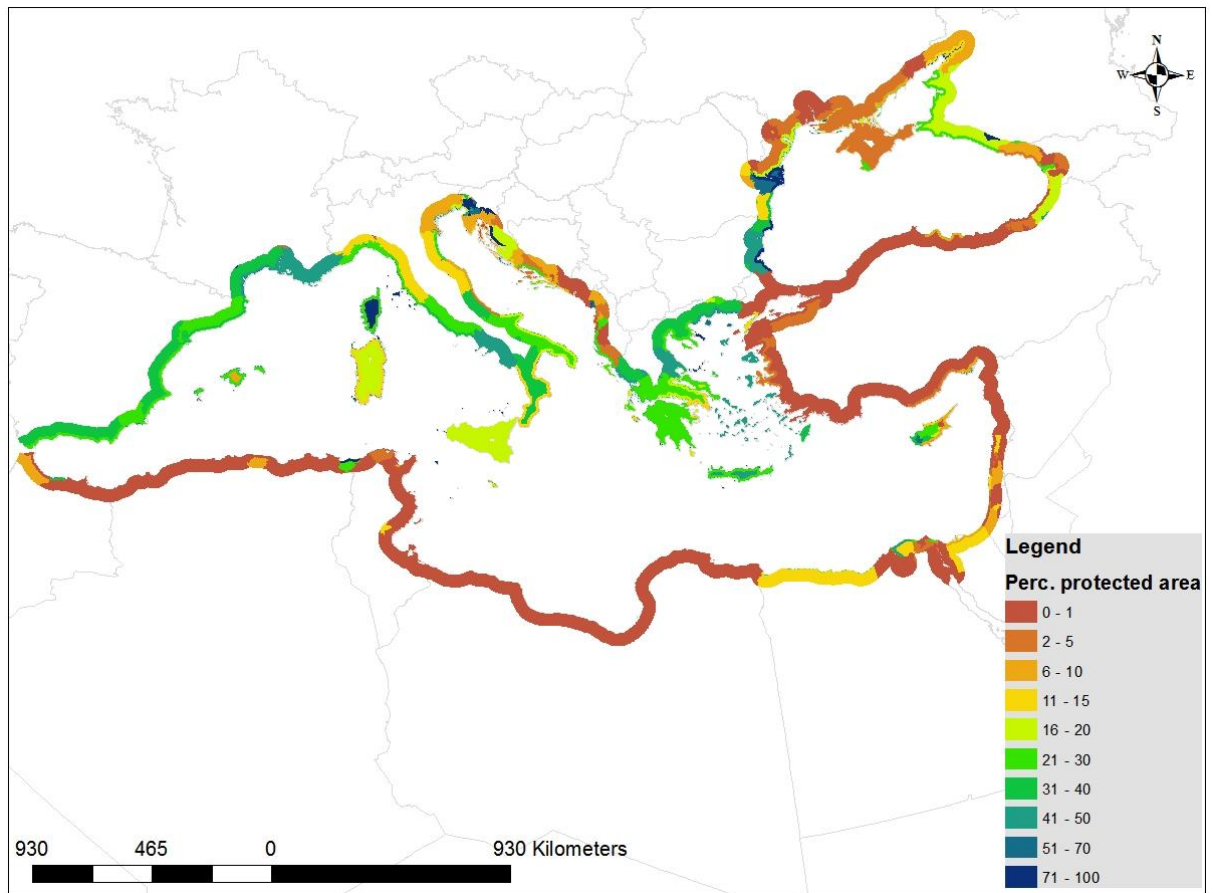 N
W E
S
Legend
Perc. protected area
0 - 1
2 - 5
6 - 10
11 - 15
16 - 20
21 - 30
31 - 40
41 - 50
51 - 70
71 - 100
930 465 0 930 Kilometers